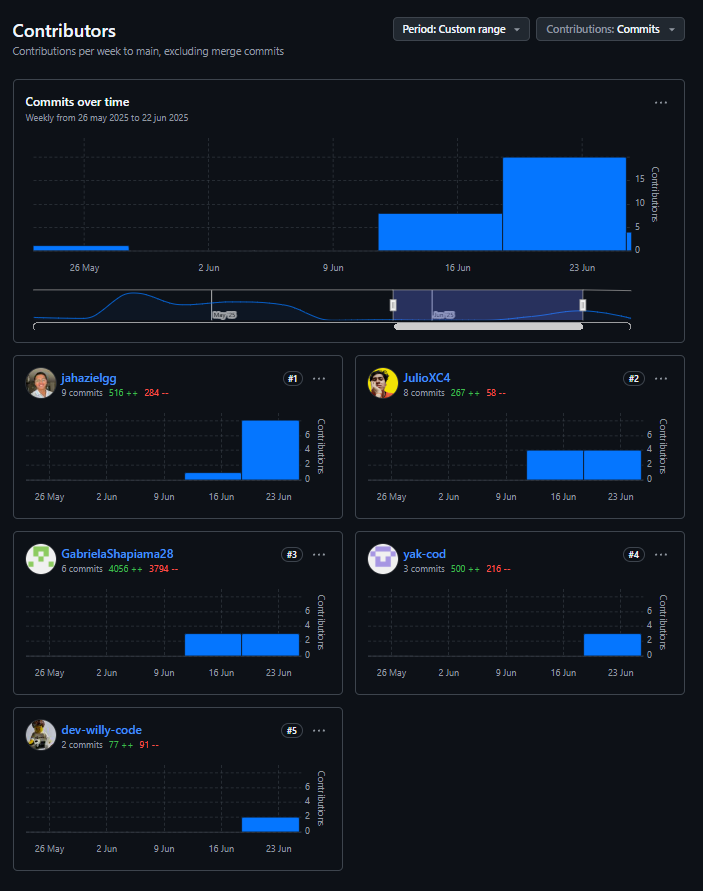 Contributors
Contributions per week to main, excluding merge commits
Period: Custom range
Contributions: Commits
Commits over time
Weekly from 26 may 2025 to 22 jun 2025
15
10
5
0
Contributions
26 May 2 Jun 9 Jun 16 Jun 23 Jun
May '25 Jun '25
jahazielgg
#1
9 commits 516 ++ 284 --
6
4
2
0
Contributions
26 May 2 Jun 9 Jun 16 Jun 23 Jun
JulioXC4
#2
8 commits 267 ++ 58 --
6
4
2
0
Contributions
26 May 2 Jun 9 Jun 16 Jun 23 Jun
GabrielaShapiama28
#3
6 commits 4056 ++ 3794 --
6
4
2
0
Contributions
26 May 2 Jun 9 Jun 16 Jun 23 Jun
yak-cod
#4
3 commits 500 ++ 216 --
6
4
2
0
Contributions
26 May 2 Jun 9 Jun 16 Jun 23 Jun
dev-willy-code
#5
2 commits 77 ++ 91 --
6
4
2
0
Contributions
26 May 2 Jun 9 Jun 16 Jun 23 Jun